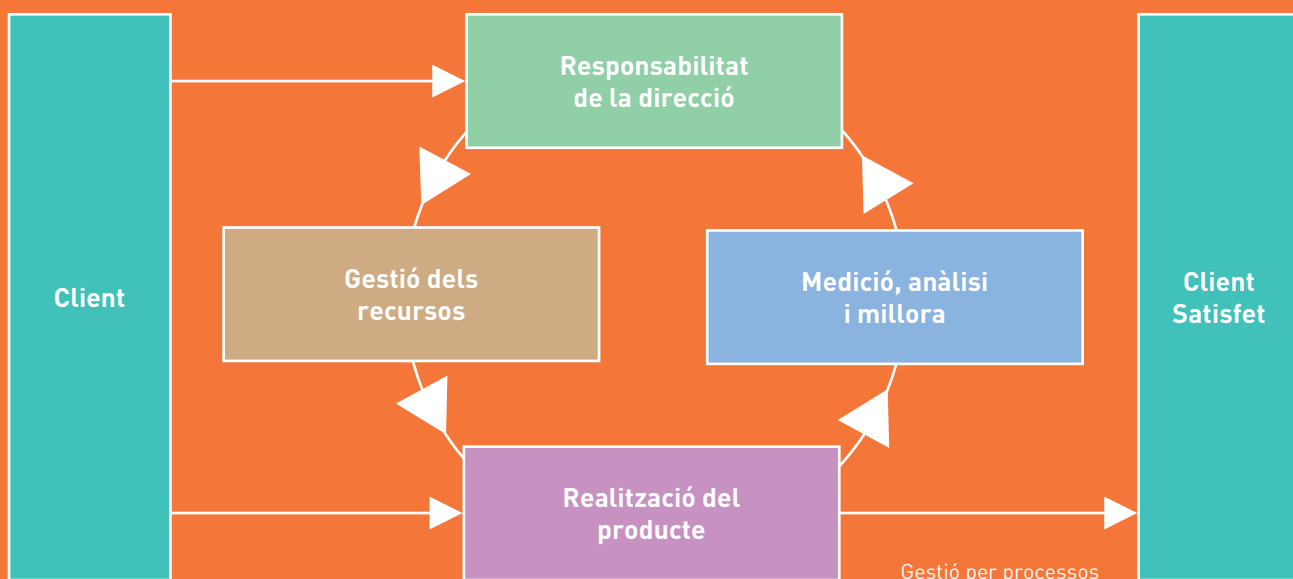 Responsabilitat
de la direcció
Client
Gestió dels
recursos
Medició, anàlisi
i millora
Client
Satisfet
Realització del
producte
Gestió per processos